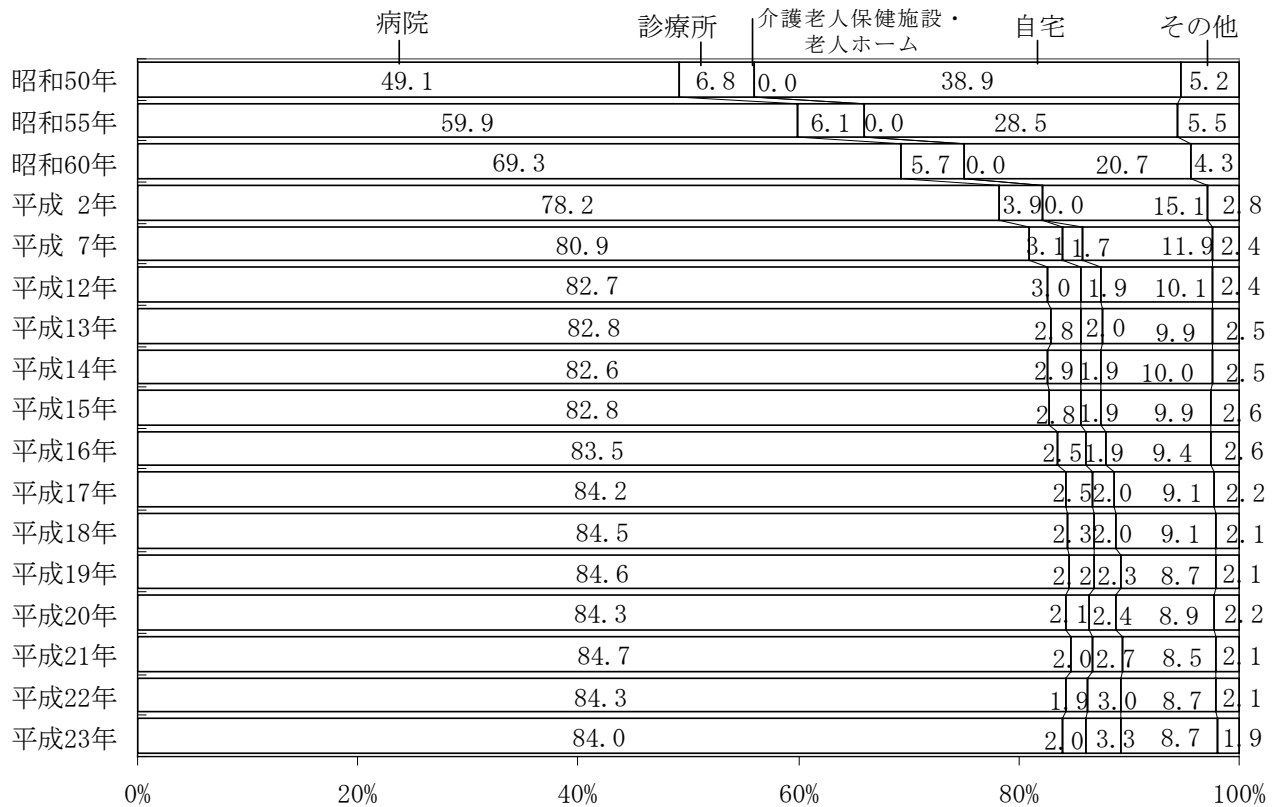 病院 診療所 介護老人保健施設・老人ホーム 自宅 その他
昭和50年 49.1 6.8 0.0 38.9 5.2
昭和55年 59.9 6.1 0.0 28.5 5.5
昭和60年 69.3 5.7 0.0 20.7 4.3
平成 2年 78.2 3.9 0.0 15.1 2.8
平成 7年 80.9 3.1 1.7 11.9 2.4
平成12年 82.7 3.0 1.9 10.1 2.4
平成13年 82.8 2.8 2.0 9.9 2.5
平成14年 82.6 2.9 1.9 10.0 2.5
平成15年 82.8 2.8 1.9 9.9 2.6
平成16年 83.5 2.5 1.9 9.4 2.6
平成17年 84.2 2.5 2.0 9.1 2.2
平成18年 84.5 2.3 2.0 9.1 2.1
平成19年 84.6 2.2 2.3 8.7 2.1
平成20年 84.3 2.1 2.4 8.9 2.2
平成21年 84.7 2.0 2.7 8.5 2.1
平成22年 84.3 1.9 3.0 8.7 2.1
平成23年 84.0 2.0 3.3 8.7 1.9
0% 20% 40% 60% 80% 100%